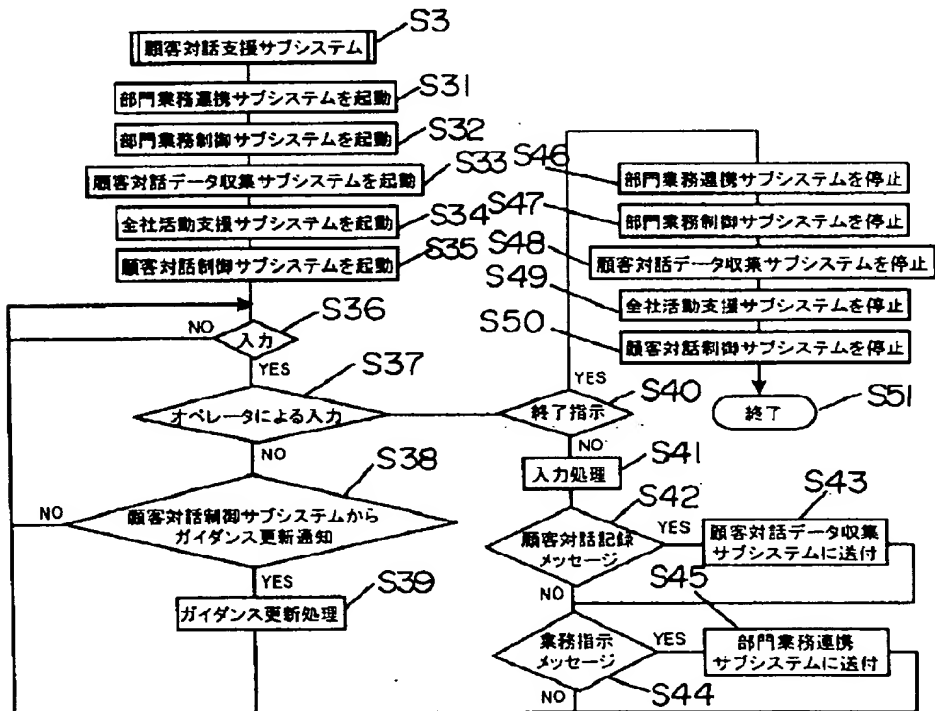 S3
顧客対話支援サブシステム
S31
部門業務連携サブシステムを起動
S32
部門業務制御サブシステムを起動
S33
顧客対話データ収集サブシステムを起動
S34
全社活動支援サブシステムを起動
S35
顧客対話制御サブシステムを起動
S36
NO
入力
YES
S37
オペレータによる入力
NO
S38
NO
顧客対話制御サブシステムから
ガイダンス更新通知
YES
S39
ガイダンス更新処理
YES
S40
終了指示
NO
S41
入力処理
S42
顧客対話記録
メッセージ
YES
S43
顧客対話データ収集
サブシステムに送付
NO
S45
業務指示
メッセージ
YES
部門業務連携
サブシステムに送付
NO
S44
S46
部門業務連携サブシステムを停止
S47
部門業務制御サブシステムを停止
S48
顧客対話データ収集サブシステムを停止
S49
全社活動支援サブシステムを停止
S50
顧客対話制御サブシステムを停止
終了
S51